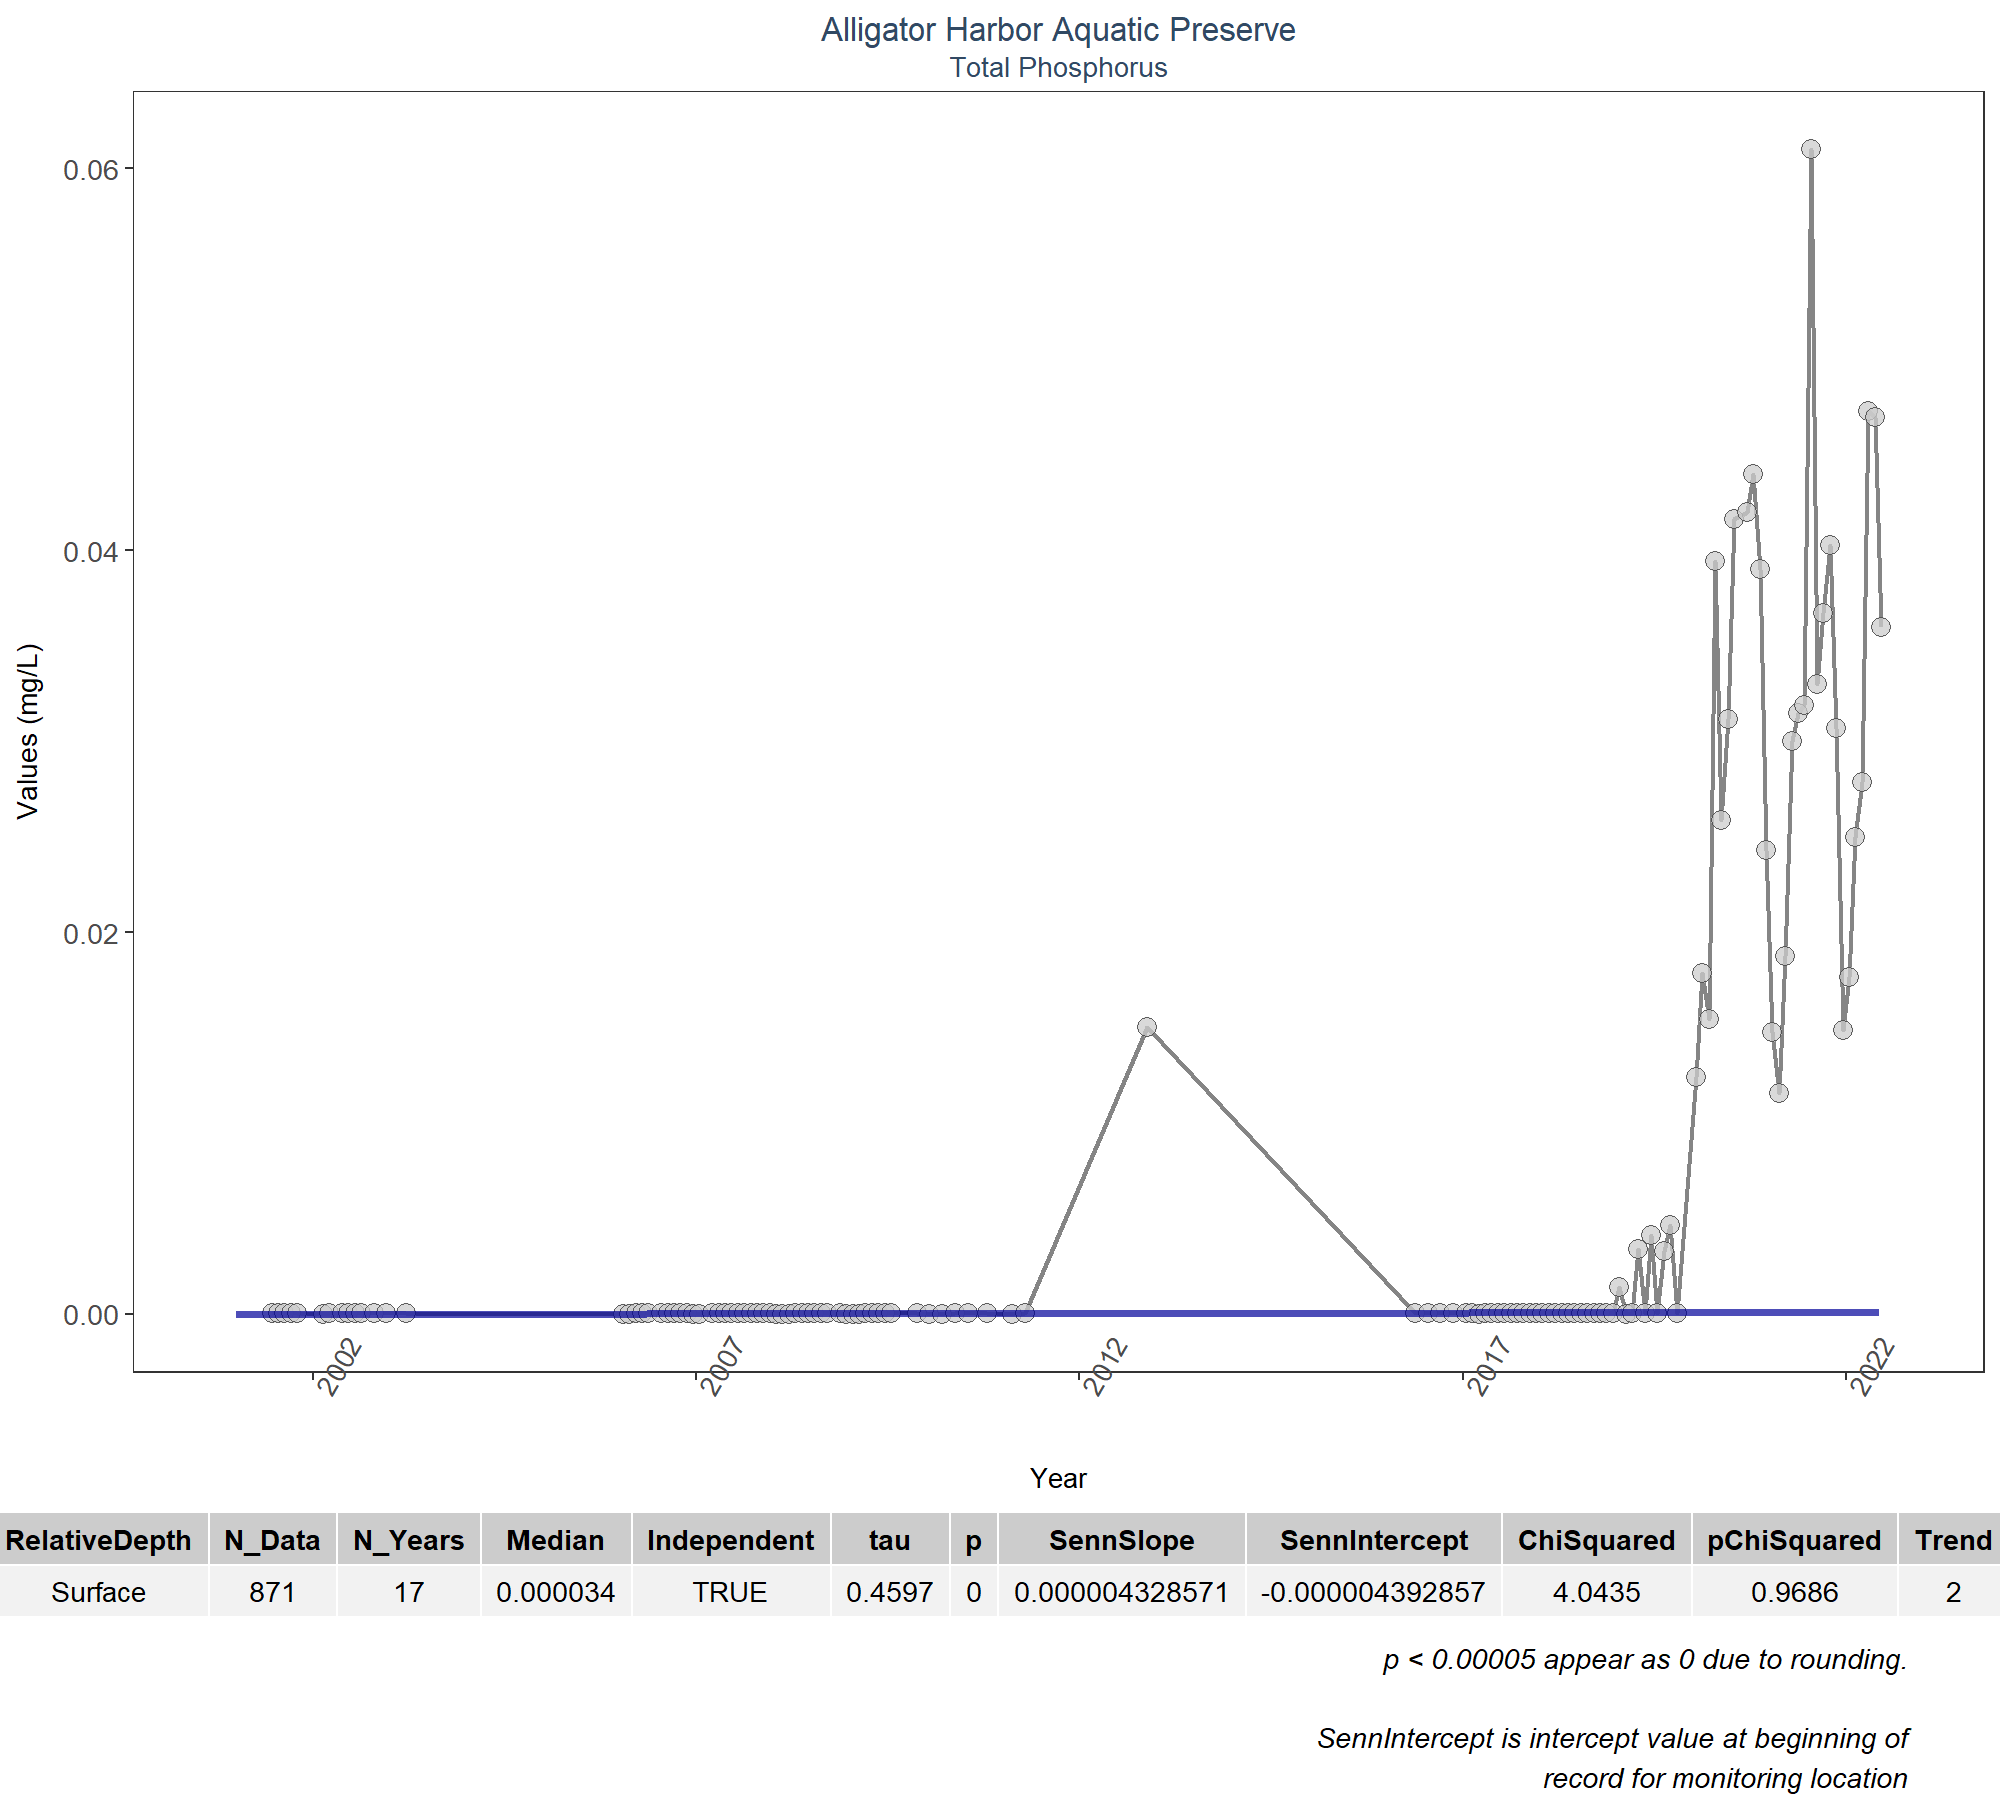 Alligator Harbor Aquatic Preserve
Total Phosphorus
0.06
0.04
0.02
0.00
Values (mg/L)
2002 2007 2012 2017 2022
Year
RelativeDepth N_Data N_Years Median Independent tau p SennSlope SennIntercept ChiSquared pChiSquared Trend
Surface 871 17 0.000034 TRUE 0.4597 0 0.000004328571 -0.000004392857 4.0435 0.9686 2
p < 0.00005 appear as 0 due to rounding.
SennIntercept is intercept value at beginning of
record for monitoring location